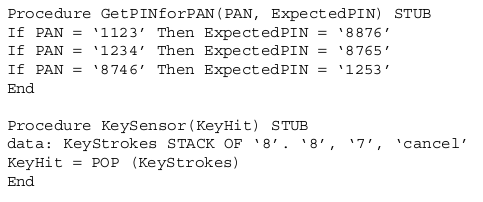 Procedure GetPINforPAN(PAN, ExpectedPIN) STUB
If PAN = ‘1123’ Then ExpectedPIN = ‘8876’
If PAN = ‘1234’ Then ExpectedPIN = ‘8765’
If PAN = ‘8746’ Then ExpectedPIN = ‘1253’
End
Procedure KeySensor(KeyHit) STUB
data: KeyStrokes STACK OF ‘8’. ‘8’, ‘7’, ‘cancel’
KeyHit = POP (KeyStrokes)
End